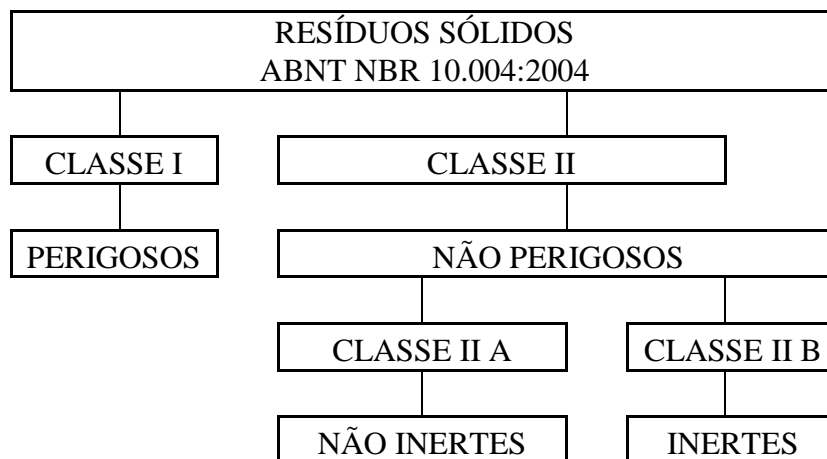 RESÍDUOS SÓLIDOS
ABNT NBR 10.004:2004
CLASSE I
CLASSE II
PERIGOSOS
NÃO PERIGOSOS
CLASSE II A
CLASSE II B
NÃO INERTES
INERTES